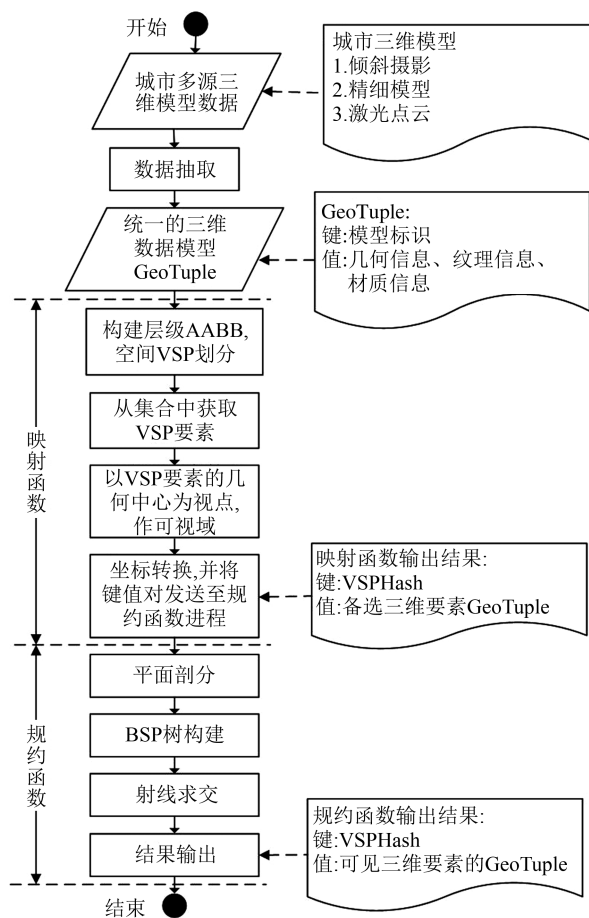 开始
城市多源三
维模型数据
城市三维模型
1.倾斜摄影
2.精细模型
3.激光点云
数据抽取
统一的三维
数据模型
GeoTuple
GeoTuple:
键:模型标识
值:几何信息、纹理信息、
材质信息
映射函数
构建层级AABB,
空间VSP划分
从集合中获取
VSP要素
以VSP要素的几
何中心为视点,
作可视域
坐标转换,并将
键值对发送至规
约函数进程
映射函数输出结果:
键:VSPHash
值:备选三维要素GeoTuple
规约函数
平面剖分
BSP树构建
射线求交
结果输出
规约函数输出结果:
键:VSPHash
值:可见三维要素的GeoTuple
结束